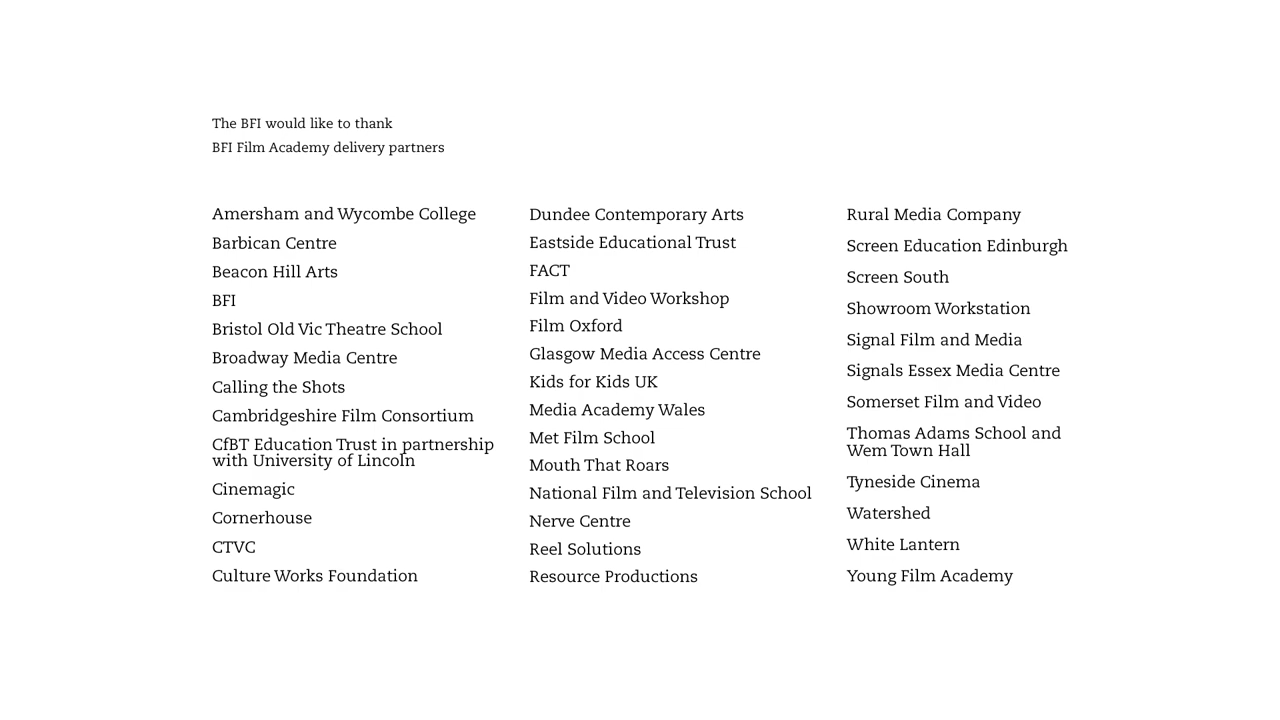 The BFI would like to thank
BFI Film Academy delivery partners
Amersham and Wycombe College
Barbican Centre
Beacon Hill Arts
BFI
Bristol Old Vic Theatre School
Broadway Media Centre
Calling the Shots
Cambridgeshire Film Consortium
CfBT Education Trust in partnership
with University of Lincoln
Cinemagic
Cornerhouse
CTVC
Culture Works Foundation
Dundee Contemporary Arts
Eastside Educational Trust
FACT
Film and Video Workshop
Film Oxford
Glasgow Media Access Centre
Kids for Kids UK
Media Academy Wales
Met Film School
Mouth That Roars
National Film and Television School
Nerve Centre
Reel Solutions
Resource Productions
Rural Media Company
Screen Education Edinburgh
Screen South
Showroom Workstation
Signal Film and Media
Signals Essex Media Centre
Somerset Film and Video
Thomas Adams School and
Wem Town Hall
Tyneside Cinema
Watershed
White Lantern
Young Film Academy